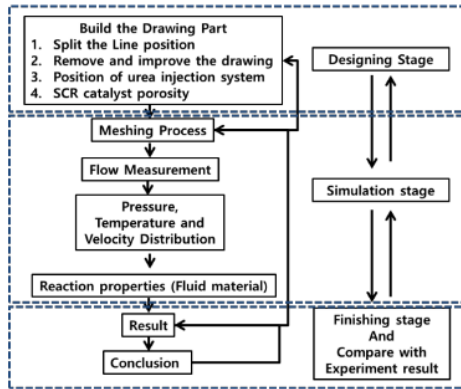 Build the Drawing Part
1. Split the Line position
2. Remove and improve the drawing
3. Position of urea injection system
4. SCR catalyst porosity
Designing Stage
Meshing Process
Flow Measurement
Pressure,
Temperature and
Velocity Distribution
Simulation stage
Reaction properties (Fluid material)
Result
Conclusion
Finishing stage
And
Compare with
Experiment result